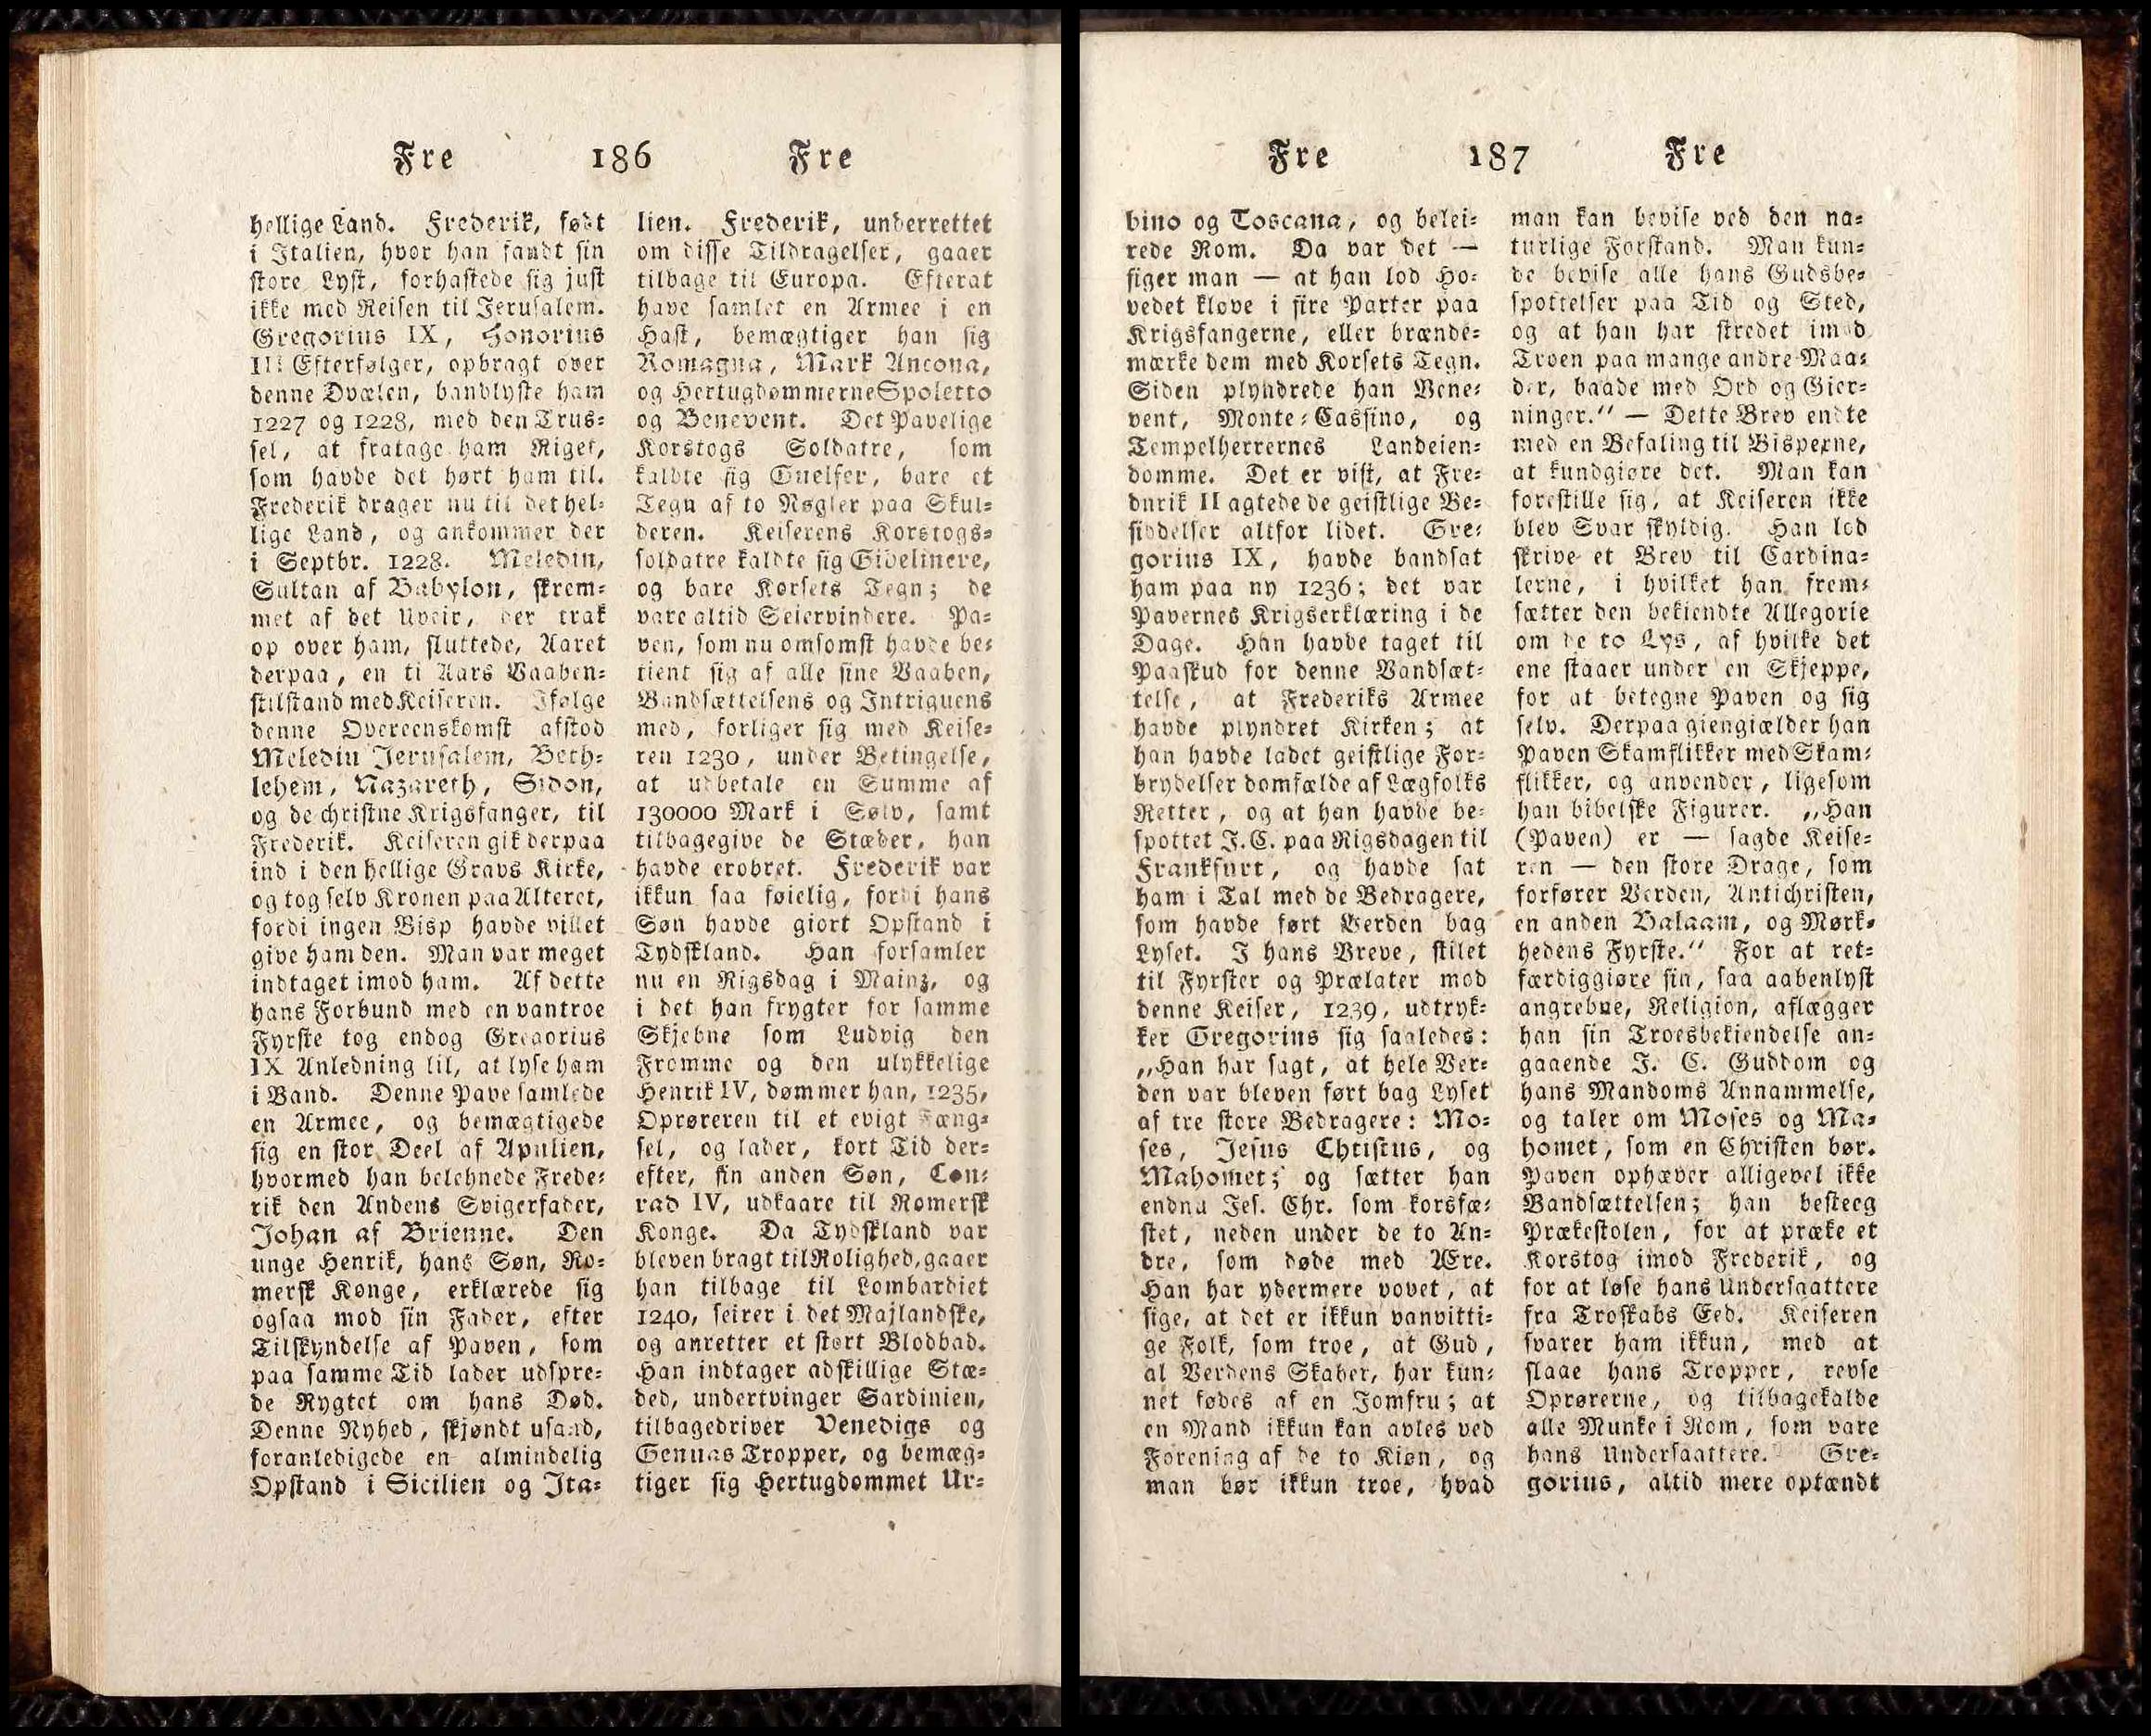 Fre 186 Fre
hellige Land. Frederik, født
i Italien, hvor han fandt sin
store Lyst, forhastede sig just
ikke med Reisen til Jerusalem.
Gregorius IX, Honorius
III Efterfølger, opbragt over
denne Dvælen, bandlyste ham
1227 og 1228, med den Trus-
sel, at fratage ham Riget,
som havde det hørt ham til.
Frederik drager nu til det hel-
lige Land, og ankommer der
i Septbr. 1228. Meledin,
Sultan af Babylon, skrem-
met af det Uveir, der trak
op over ham, sluttede, Aaret
derpaa, en ti Aars Vaaben-
stilstand med Keiseren. Ifølge
denne Overeenskomst afstod
Meledin Jerusalem, Beth-
lehem, Nazareth, Sidon,
og de christne Krigsfanger, til
Frederik. Keiseren gik derpaa
ind i den hellige Gravs Kirke,
og tog selv Kronen paa Alteret,
fordi ingen Bisp havde villet
give ham den. Man var meget
indtaget imod ham. Af dette
hans Forbund med en vantroe
Fyrste tog endog Gregorius
IX Anledning til, at lyse ham
i Band. Denne Pave samlede
en Armee, og bemægtigede
sig en stor Deel af Apulien,
hvormed han belehnede Frede-
rik den Andens Svigerfader,
Johan af Brienne. Den
unge Henrik, hans Søn, Ro-
mersk Konge, erklærede sig
ogsaa mod sin Fader, efter
Tilskyndelse af Paven, som
paa samme Tid lader udspre-
de Rygtet om hans Død.
Denne Nyhed, skjøndt usand,
foranledigede en almindelig
Opstand i Sicilien og Ita-
lien. Frederik, underrettet
om disse Tildragelser, gaaer
tilbage til Europa. Efterat
have samlet en Armee i en
Hast, bemægtiger han sig
Romagna, Mark Ancona,
og Hertugdømmerne Spoletto
og Benevent. Det Pavelige
Korstogs Soldatre, som
kaldte sig Guelfer, bare et
Tegn af to Nøgler paa Skul-
deren. Keiserens Korstogs-
soldatre kaldte sig Gibelinere,
og bare Korsets Tegn; de
vare altid Seiervindere. Pa-
ven, som nu omsomst havde be-
tient sig af alle sine Vaaben,
Bandsættelsens og Intriguens
med, forliger sig med Keise-
ren 1230, under Betingelse,
at udbetale en Summe af
130000 Mark i Sølv, samt
tilbagegive de Stæder, han
havde erobret. Frederik var
ikkun saa føielig, fordi hans
Søn havde giort Opstand i
Tydskland. Han forsamler
nu en Rigsdag i Mainz, og
i det han frygter for samme
Skjebne som Ludvig den
Fromme og den ulykkelige
Henrik IV, dømmer han, 1235,
Oprøreren til et evigt Fæng-
sel, og lader, kort Tid der-
efter, sin anden Søn, Con-
rad IV, udkaare til Romersk
Konge. Da Tydskland var
bleven bragt til Rolighed, gaaer
han tilbage til Lombardiet
1240, seirer i det Majlandske,
og anretter et stort Blodbad.
Han indtager adskillige Stæ-
ded, undertvinger Sardinien,
tilbagedriver Venedigs og
Genuas Tropper, og bemæg-
tiger sig Hertugdommet Ur-
Fre 187 Fre
bino og Toscana, og belei-
rede Rom. Da var det —
siger man — at han lod Ho-
vedet kløve i fire Parter paa
Krigsfangerne, eller brænde-
mærke dem med Korsets Tegn.
Siden plyndrede han Bene-
vent, Monte-Cassino, og
Tempelherrernes Landeien-
domme. Det er vist, at Fre-
dnrik II agtede de geistlige Be-
siddelser altfor lidet. Gre-
gorius IX, havde bandsat
ham paa ny 1236; det var
Pavernes Krigserklæring i de
Dage. Han havde taget til
Paaskud for denne Bandsæt-
telse, at Frederiks Armee
havde plyndret Kirken; at
han havde ladet geistlige For-
brydelser domfælde af Lægfolks
Retter, og at han havde be-
spottet J. C. paa Rigsdagen til
Frankfurt, og havde sat
ham i Tal med de Bedragere,
som havde ført Verden bag
Lyset. I hans Breve, stilet
til Fyrster og Prælater mod
denne Keiser, 1239, udtryk-
ker Gregorius sig saaledes:
„Han har sagt, at hele Ver-
den var bleven ført bag Lyset
af tre store Bedragere: Mo-
ses, Jesus Chtistus, og
Mahomet; og sætter han
endnu Jes. Chr. som korsfæ-
stet, neden under de to An-
dre, som døde med Ære.
Han har ydermere vovet, at
sige, at det er ikkun vanvitti-
ge Folk, som troe, at Gud,
al Verdens Skaber, har kun-
net fødes af en Jomfru; at
en Mand ikkun kan avles ved
Forening af de to Kiøn, og
man bør ikkun troe, hvad
man kan bevise ved den na-
turlige Forstand. Man kun-
de bevise alle hans Gudsbe-
spottelser paa Tid og Sted,
og at han har stredet imod
Troen paa mange andre Maa-
der, baade med Ord og Gier-
ninger." — Dette Brev endte
med en Befaling til Bisperne,
at kundgiøre det. Man kan
forestille sig, at Keiseren ikke
blev Svar skyldig. Han lod
skrive et Brev til Cardina-
lerne, i hvilket han frem-
sætter den bekiendte Allegorie
om de to Lys, af hvilke det
ene staaer under en Skjeppe,
for at betegne Paven og sig
selv. Derpaa giengiælder han
Paven Skamflikker med Skam-
flikker, og anvender, ligesom
han bibelske Figurer. „Han
(Paven) er — sagde Keise-
ren — den store Drage, som
forfører Verden, Antichristen,
en anden Balaam, og Mørk-
hedens Fyrste." For at ret-
færdiggiøre sin, saa aabenlyst
angrebne, Religion, aflægger
han sin Troesbekiendelse an-
gaaende J. C. Guddom og
hans Mandoms Annammelse,
og taler om Moses og Ma-
homet, som en Christen bør.
Paven ophæver alligevel ikke
Bandsættelsen; han besteeg
Prækestolen, for at præke et
Korstog imod Frederik, og
for at løse hans Undersaattere
fra Troskabs Eed. Keiseren
svarer ham ikkun, med at
slaae hans Tropper, revse
Oprørerne, og tilbagekalde
alle Munke i Rom, som vare
hans Undersaattere. Gre-
gorius, altid mere optændt